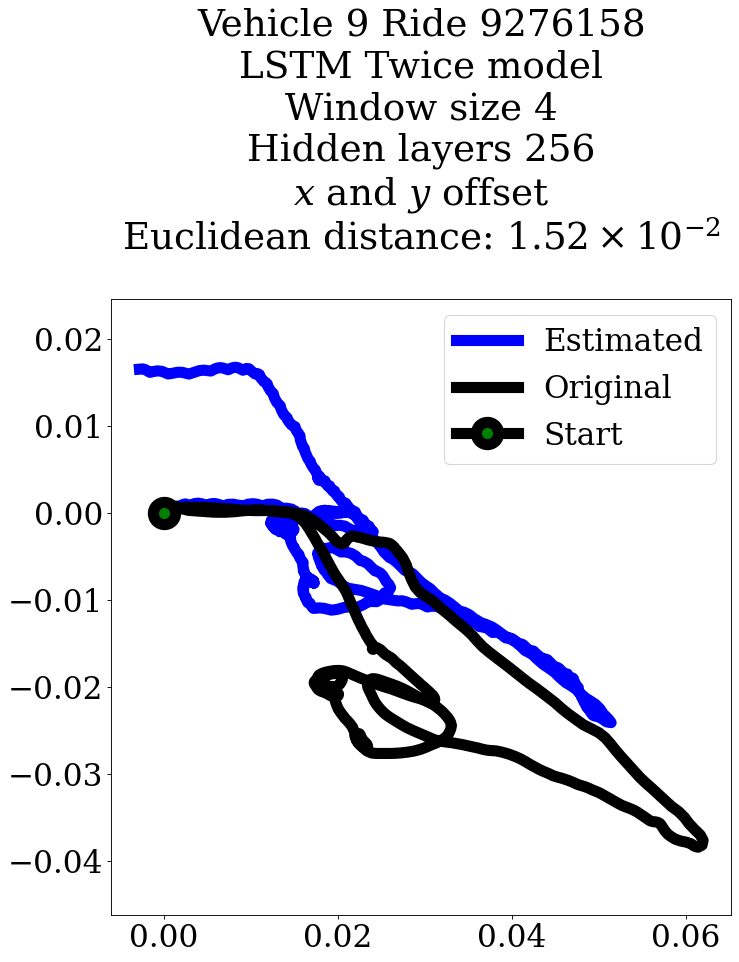 Vehicle 9 Ride 9276158
LSTM Twice model
Window size 4
Hidden layers 256
x and y offset
Euclidean distance: 1.52 × 10⁻²
Estimated
Original
Start
0.02
0.01
0.00
−0.01
−0.02
−0.03
−0.04
0.00 0.02 0.04 0.06